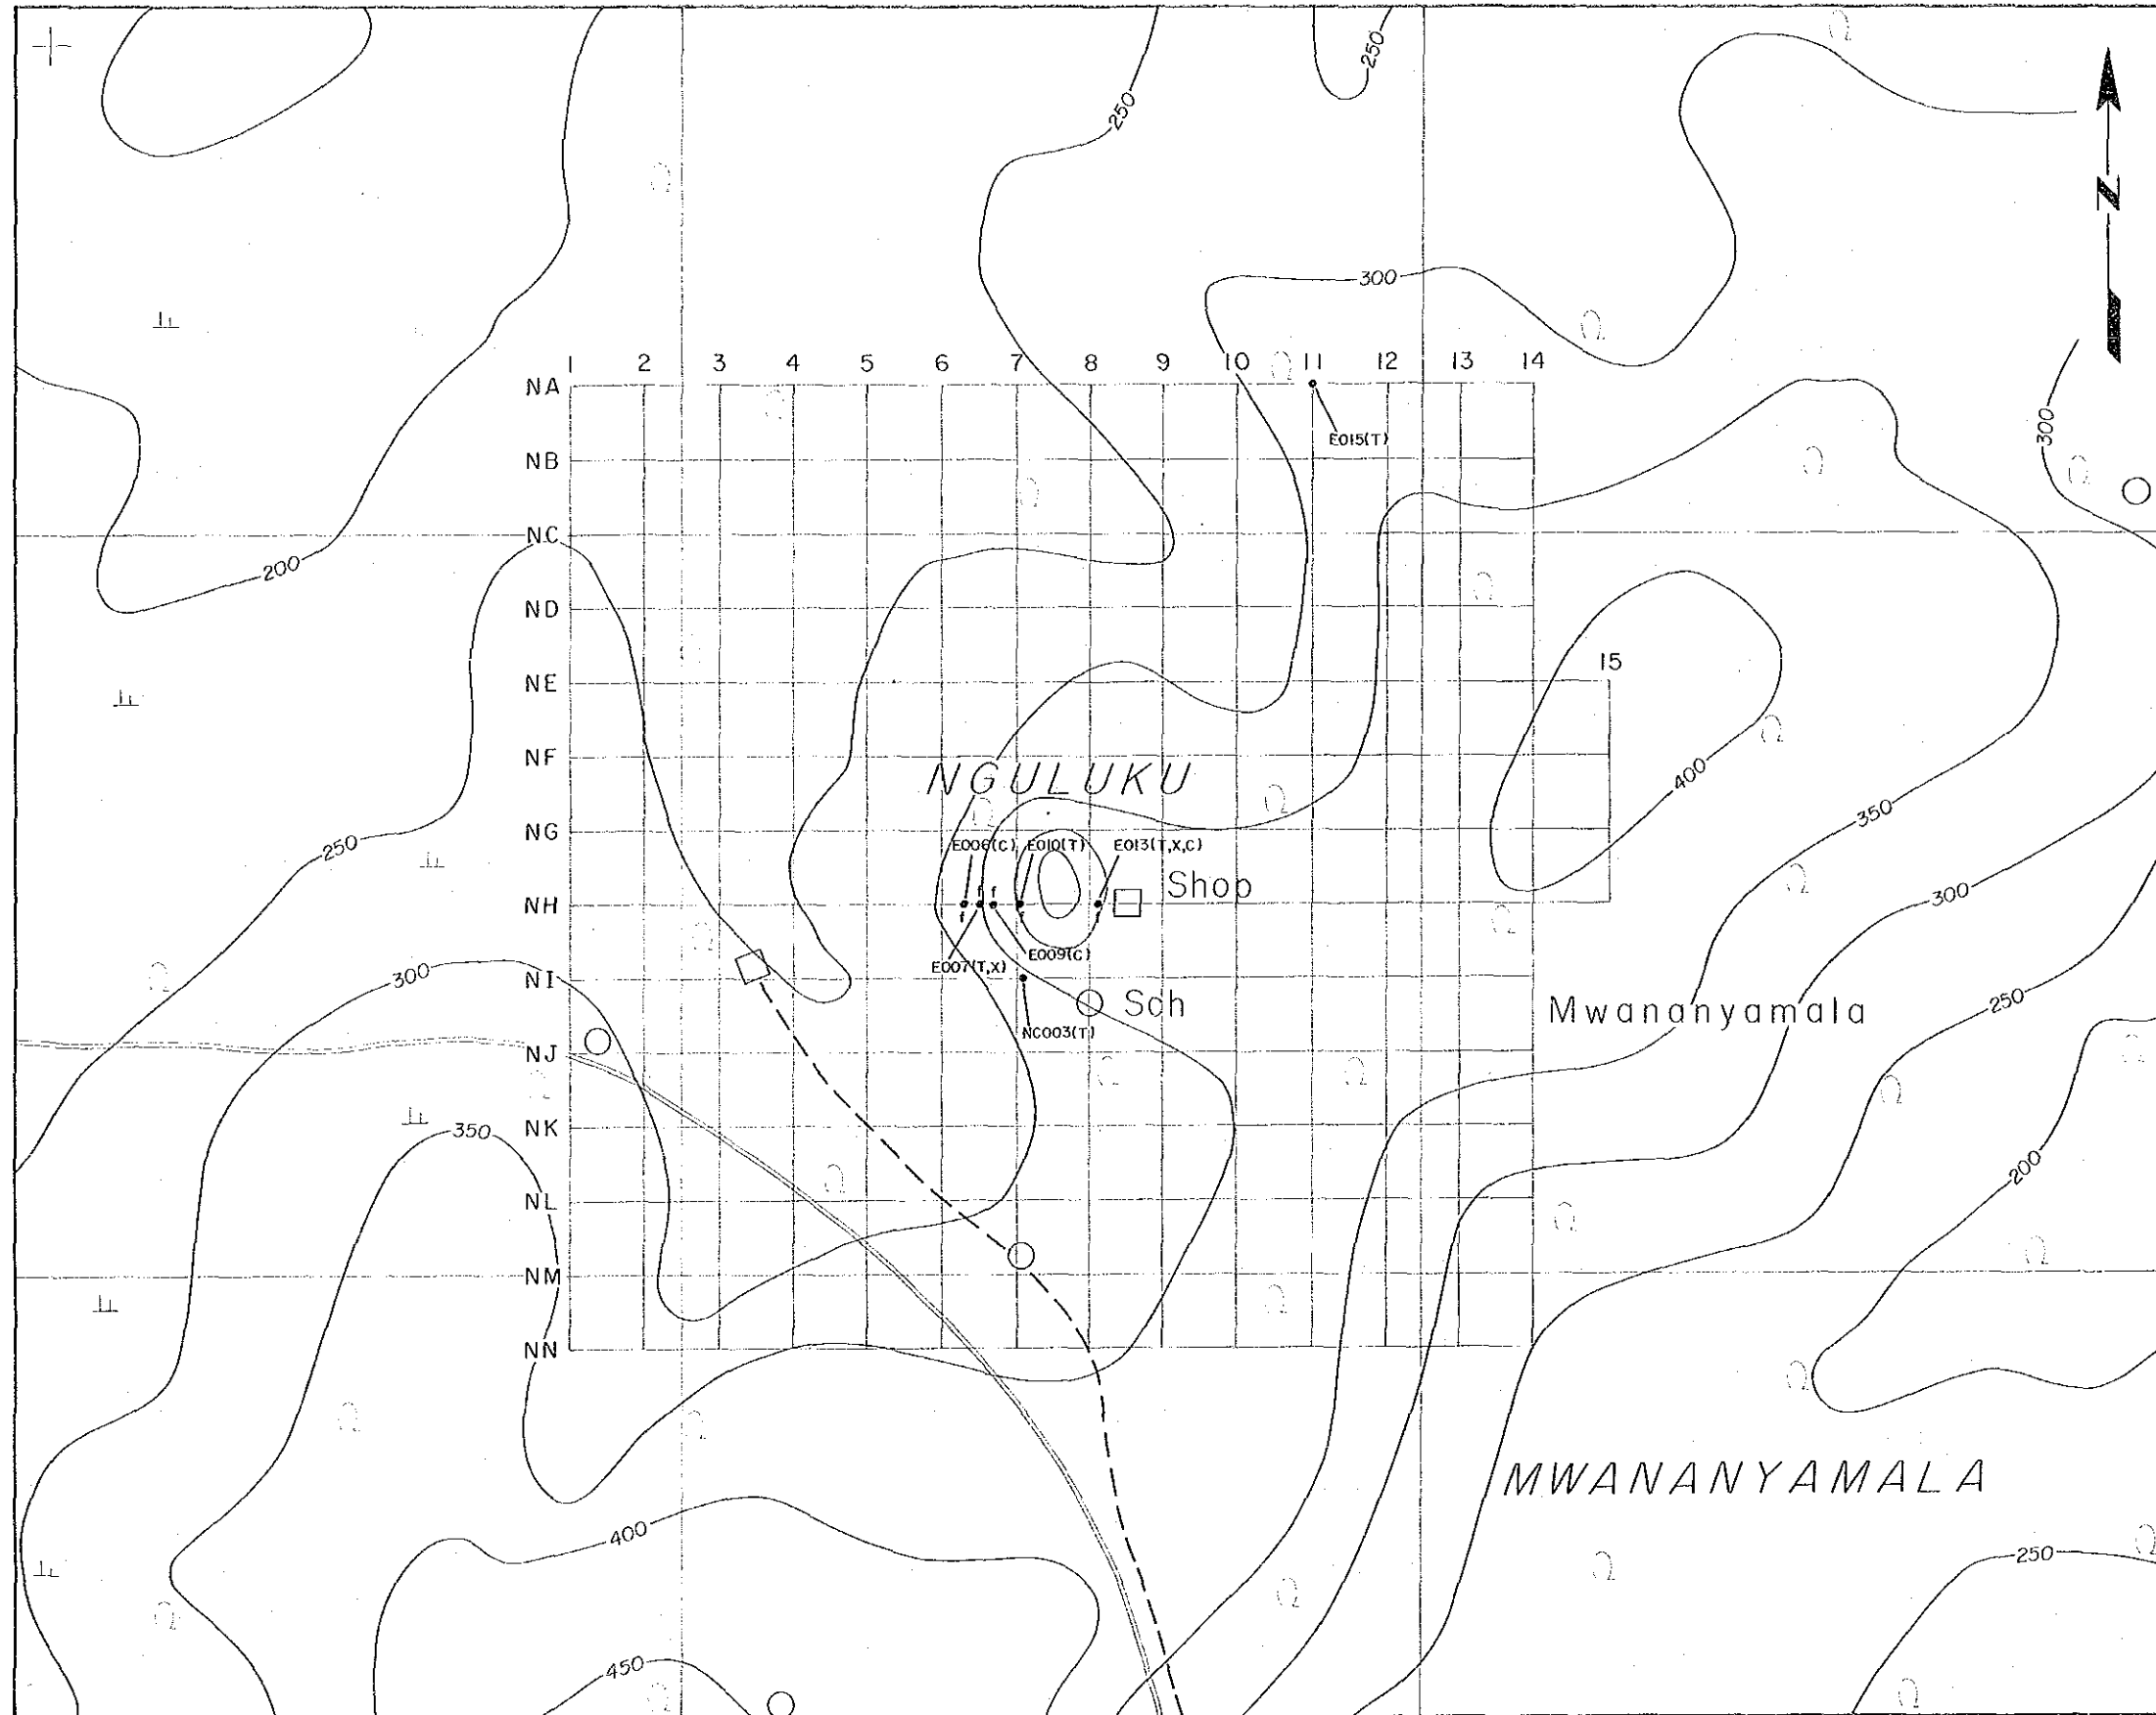 250
250
N
300
1 2 3 4 5 6 7 8 9 10 11 12 13 14
NA
E015(T)
300
NB
NC
200
ND
15
NE
NF
NGULUKU
400
350
NG
250
E006(C) E010(T) E013(T,X,C)
Shop
300
f f
NH
f f f
E009(C)
E007(T,X)
300
NI
250
Sch
Mwananyamala
NC003(T)
NJ
NK
350
200
NL
NM
NN
MWANANYAMALA
400
250
450